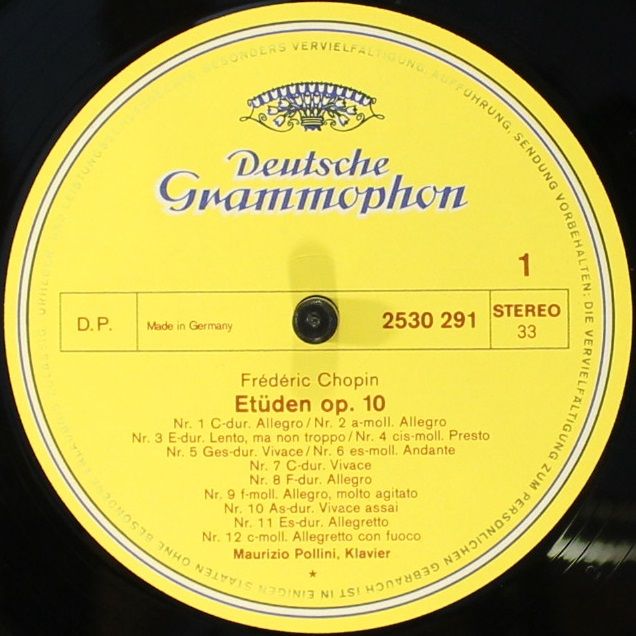 Deutsche
Grammophon
1
D.P.
Made in Germany
2530 291
STEREO
33
Frédéric Chopin
Etüden op. 10
Nr. 1 C-dur. Allegro / Nr. 2 a-moll. Allegro
Nr. 3 E-dur. Lento, ma non troppo / Nr. 4 cis-moll. Presto
Nr. 5 Ges-dur. Vivace / Nr. 6 es-moll. Andante
Nr. 7 C-dur. Vivace
Nr. 8 F-dur. Allegro
Nr. 9 f-moll. Allegro, molto agitato
Nr. 10 As-dur. Vivace assai
Nr. 11 Es-dur. Allegretto
Nr. 12 c-moll. Allegretto con fuoco
Maurizio Pollini, Klavier
*
BESONDERS VERVIELFÄLTIGUNG, AUFFÜHRUNG, SENDUNG VORBEHALTEN: DIE VERVIELFÄLTIGUNG ZUM PERSÖNLICHEN GEBRAUCH IST IN EINIGEN STAATEN OHNE BESONDERE